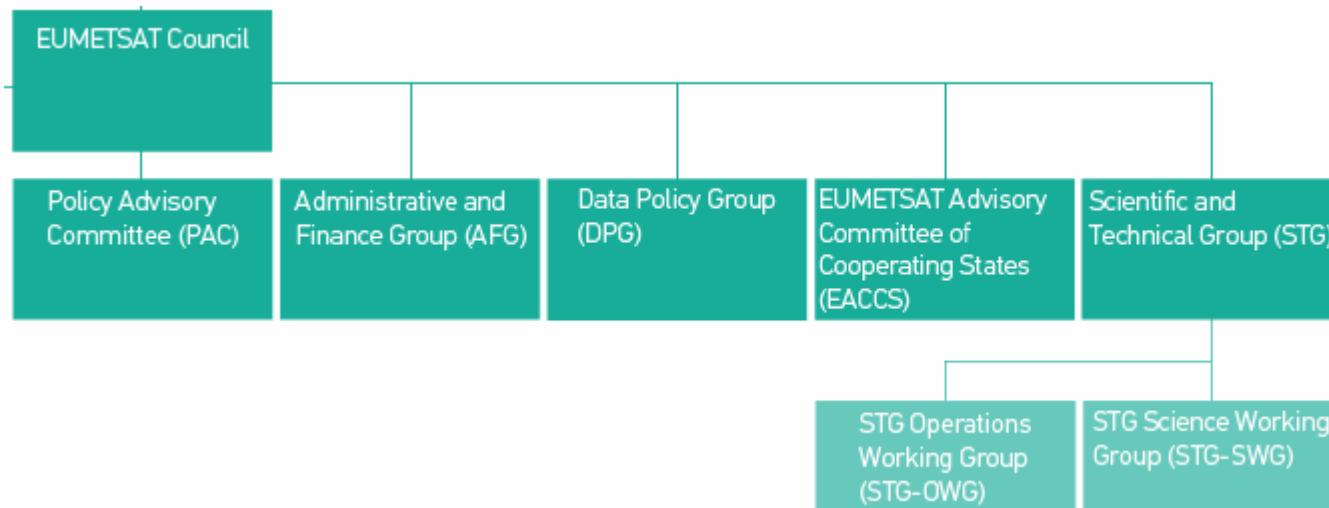 EUMETSAT Council
Policy Advisory
Committee (PAC)
Administrative and
Finance Group (AFG)
Data Policy Group
(DPG)
EUMETSAT Advisory
Committee of
Cooperating States
(EACCS)
Scientific and
Technical Group (STG)
STG Operations
Working Group
(STG-OWG)
STG Science Working
Group (STG-SWG)